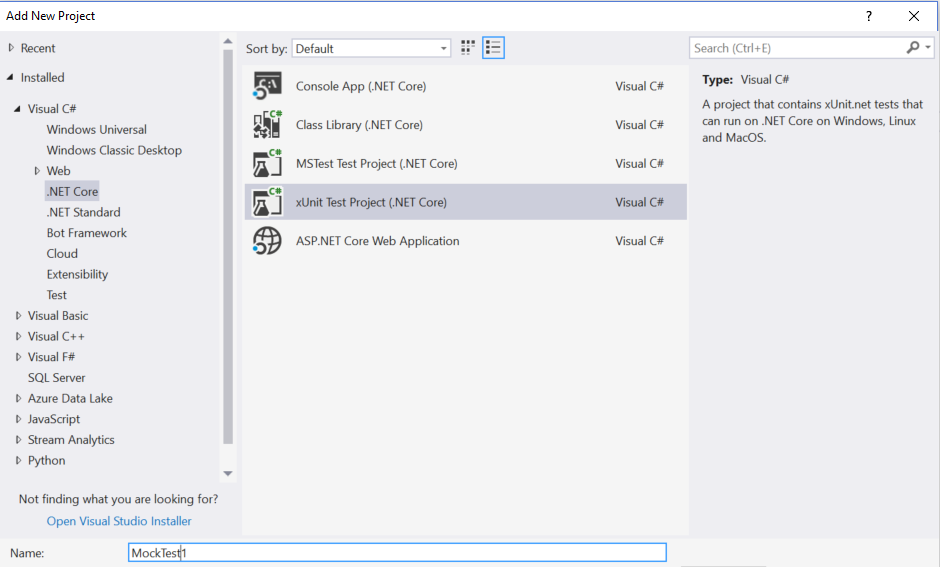 Add New Project
?
Recent
Installed
Visual C#
Windows Universal
Windows Classic Desktop
Web
.NET Core
.NET Standard
Bot Framework
Cloud
Extensibility
Test
Visual Basic
Visual C++
Visual F#
SQL Server
Azure Data Lake
JavaScript
Stream Analytics
Python
Not finding what you are looking for?
Open Visual Studio Installer
Sort by: Default
Console App (.NET Core) Visual C#
Class Library (.NET Core) Visual C#
MSTest Test Project (.NET Core) Visual C#
xUnit Test Project (.NET Core) Visual C#
ASP.NET Core Web Application Visual C#
Search (Ctrl+E)
Type: Visual C#
A project that contains xUnit.net tests that
can run on .NET Core on Windows, Linux
and MacOS.
Name: MockTest1